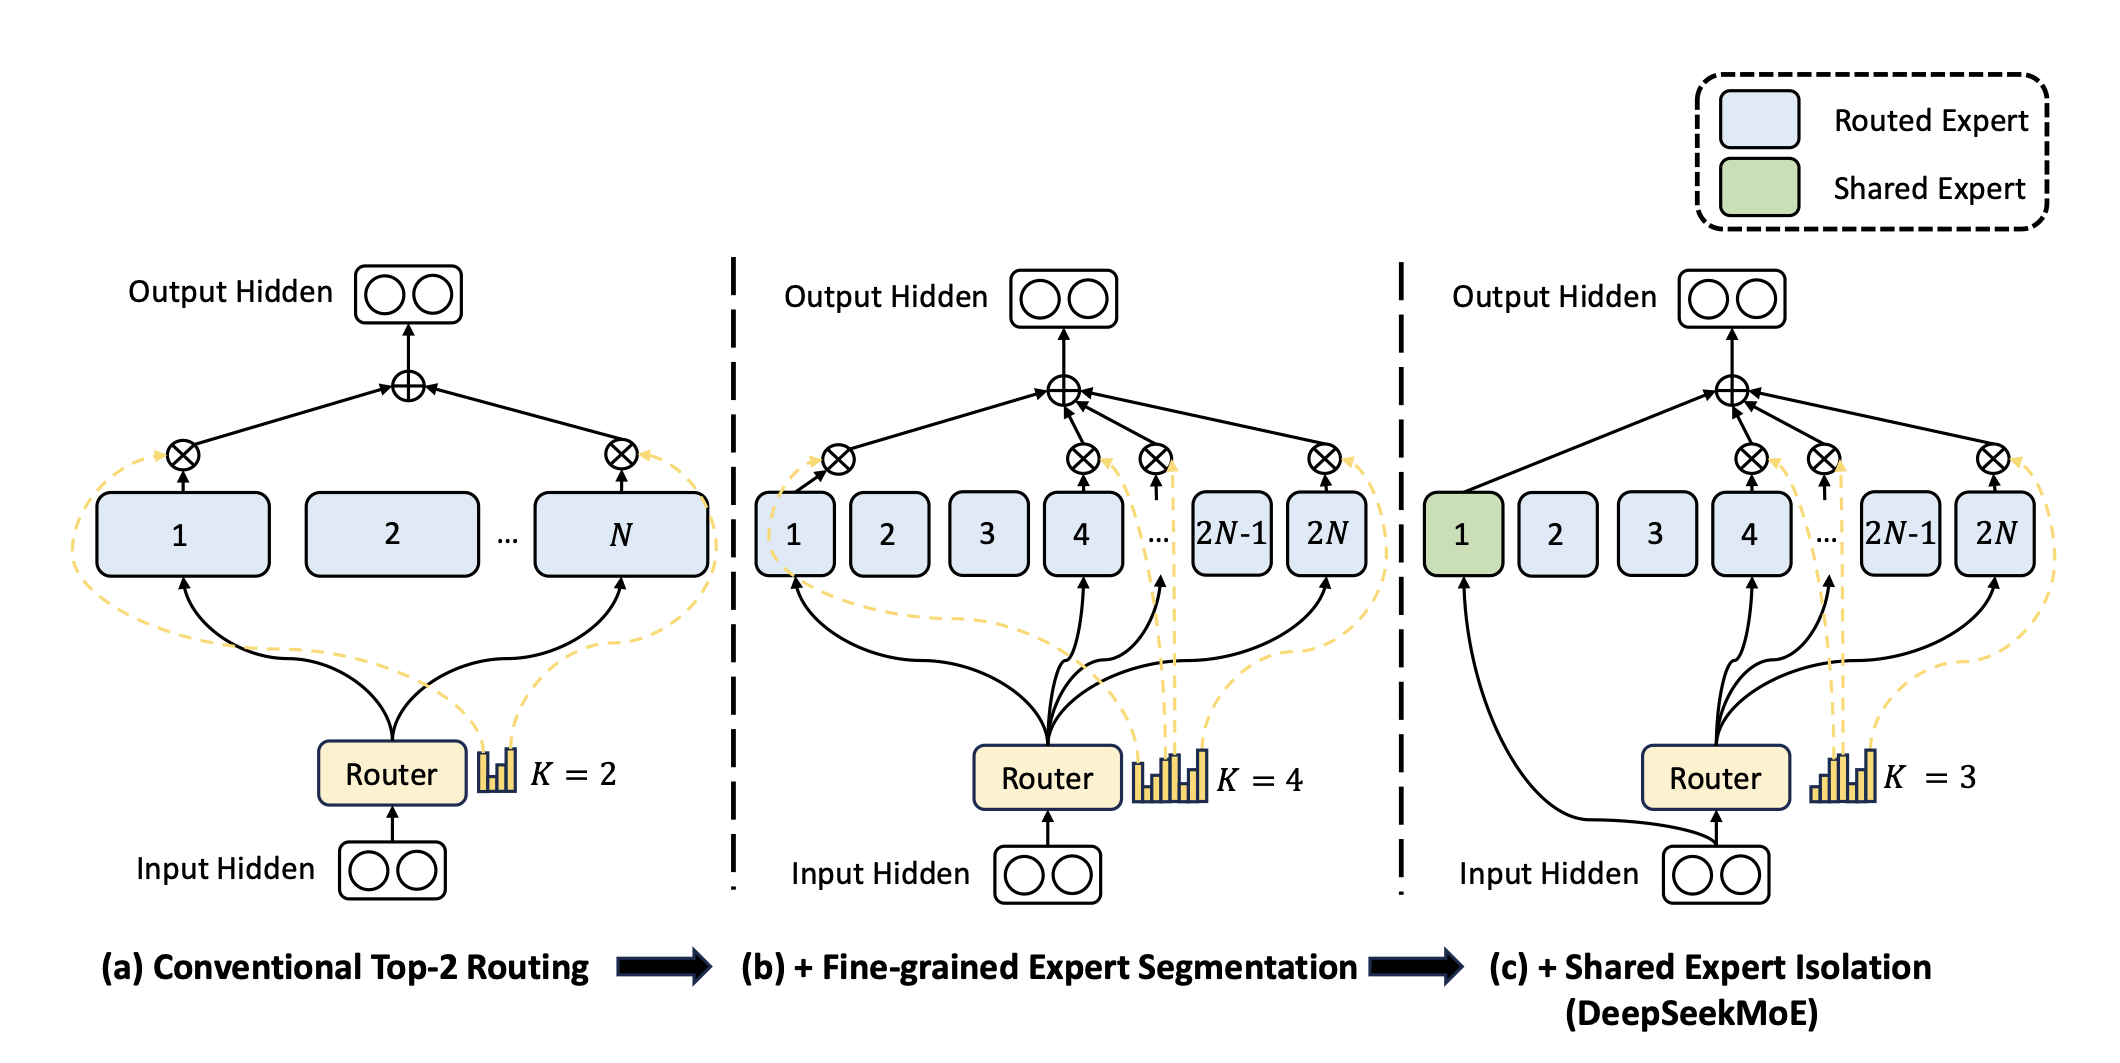 Routed Expert
Shared Expert
Output Hidden
1
2
...
N
Router
K = 2
Input Hidden
(a) Conventional Top-2 Routing
Output Hidden
1
2
3
4
...
2N-1
2N
Router
K = 4
Input Hidden
(b) + Fine-grained Expert Segmentation
Output Hidden
1
2
3
4
...
2N-1
2N
Router
K = 3
Input Hidden
(c) + Shared Expert Isolation
(DeepSeekMoE)